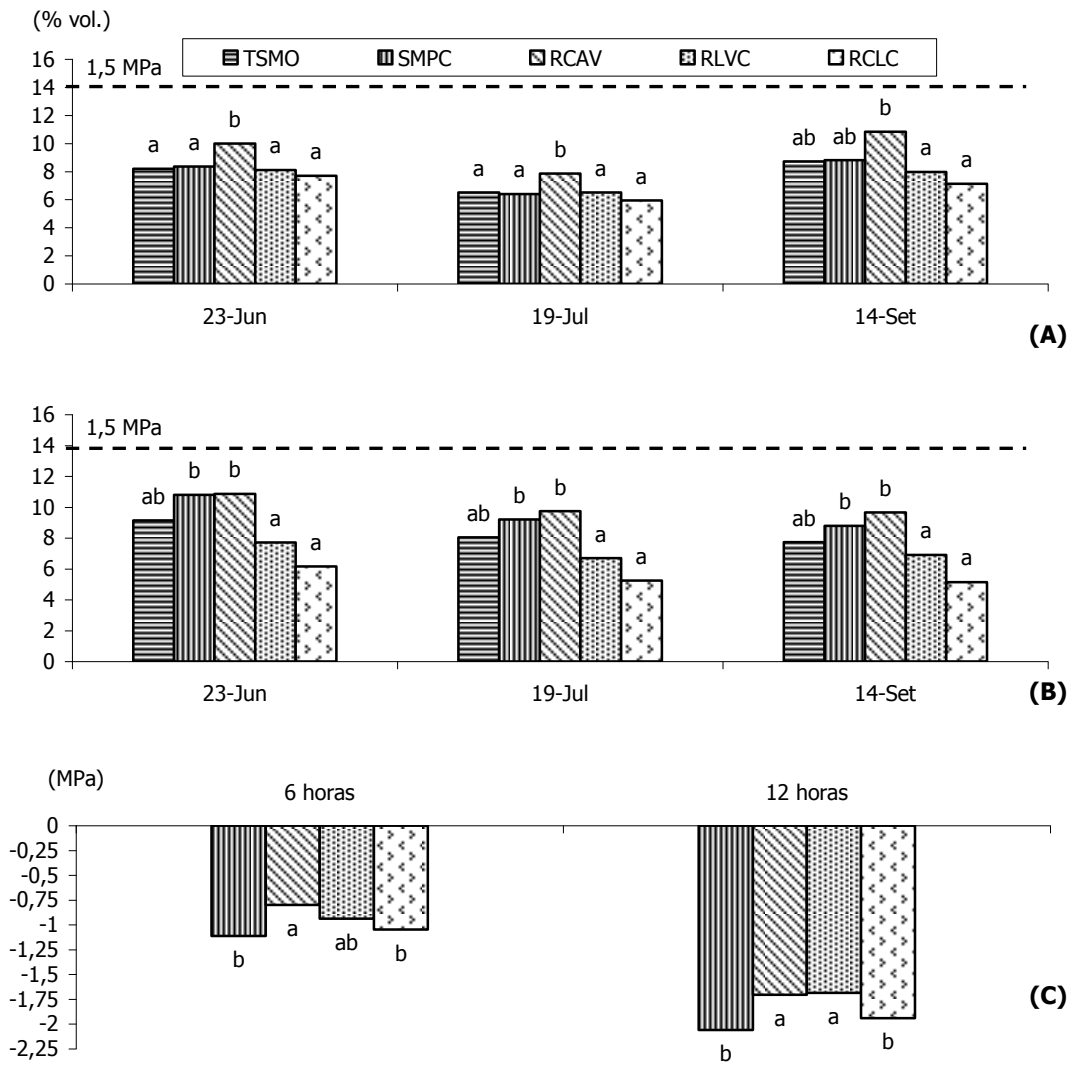 (% vol.)
TSMO SMPC RCAV RLVC RCLC
16
1,5 MPa
14
12
10
8
6
4
2
0
a a b a a
a a b a a
ab ab b a a
23-Jun 19-Jul 14-Set
(A)
16
1,5 MPa
14
12
10
8
6
4
2
0
ab b b a a
ab b b a a
ab b b a a
23-Jun 19-Jul 14-Set
(B)
(MPa)
6 horas 12 horas
0
-0,25
-0,5
-0,75
-1
-1,25
-1,5
-1,75
-2
-2,25
b a ab b
b a a b
(C)